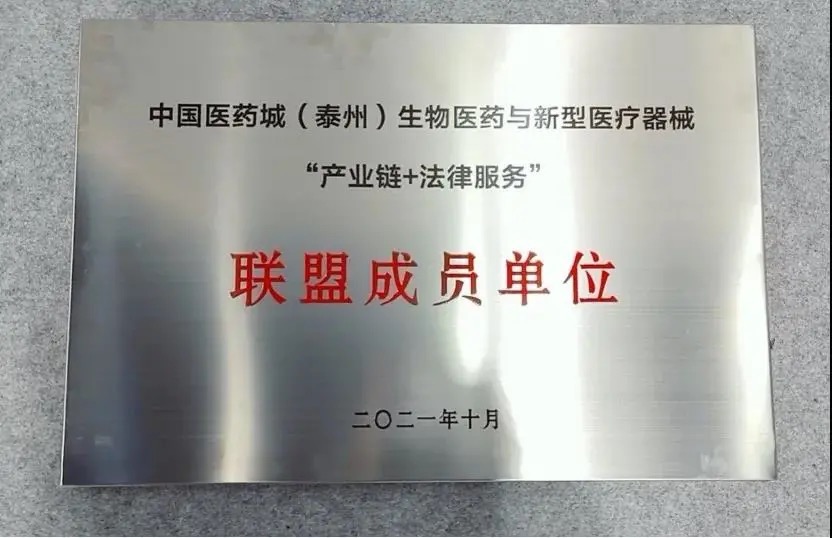 中国医药城（泰州）生物医药与新型医疗器械
“产业链+法律服务”
联盟成员单位
二〇二一年十月